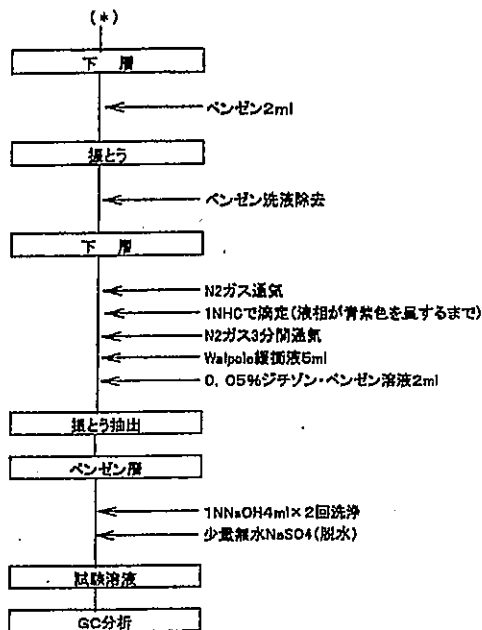 (*)
下 層
ベンゼン2ml
振とう
ベンゼン洗液除去
下 層
N2ガス通気
1NHCで滴定(液相が青紫色を呈するまで)
N2ガス3分間通気
Walpole緩衝液5ml
0, 05%ジチゾン・ベンゼン溶液2ml
振とう抽出
ベンゼン層
1NNaOH4ml×2回洗浄
少量無水NaSO4(脱水)
試験溶液
GC分析